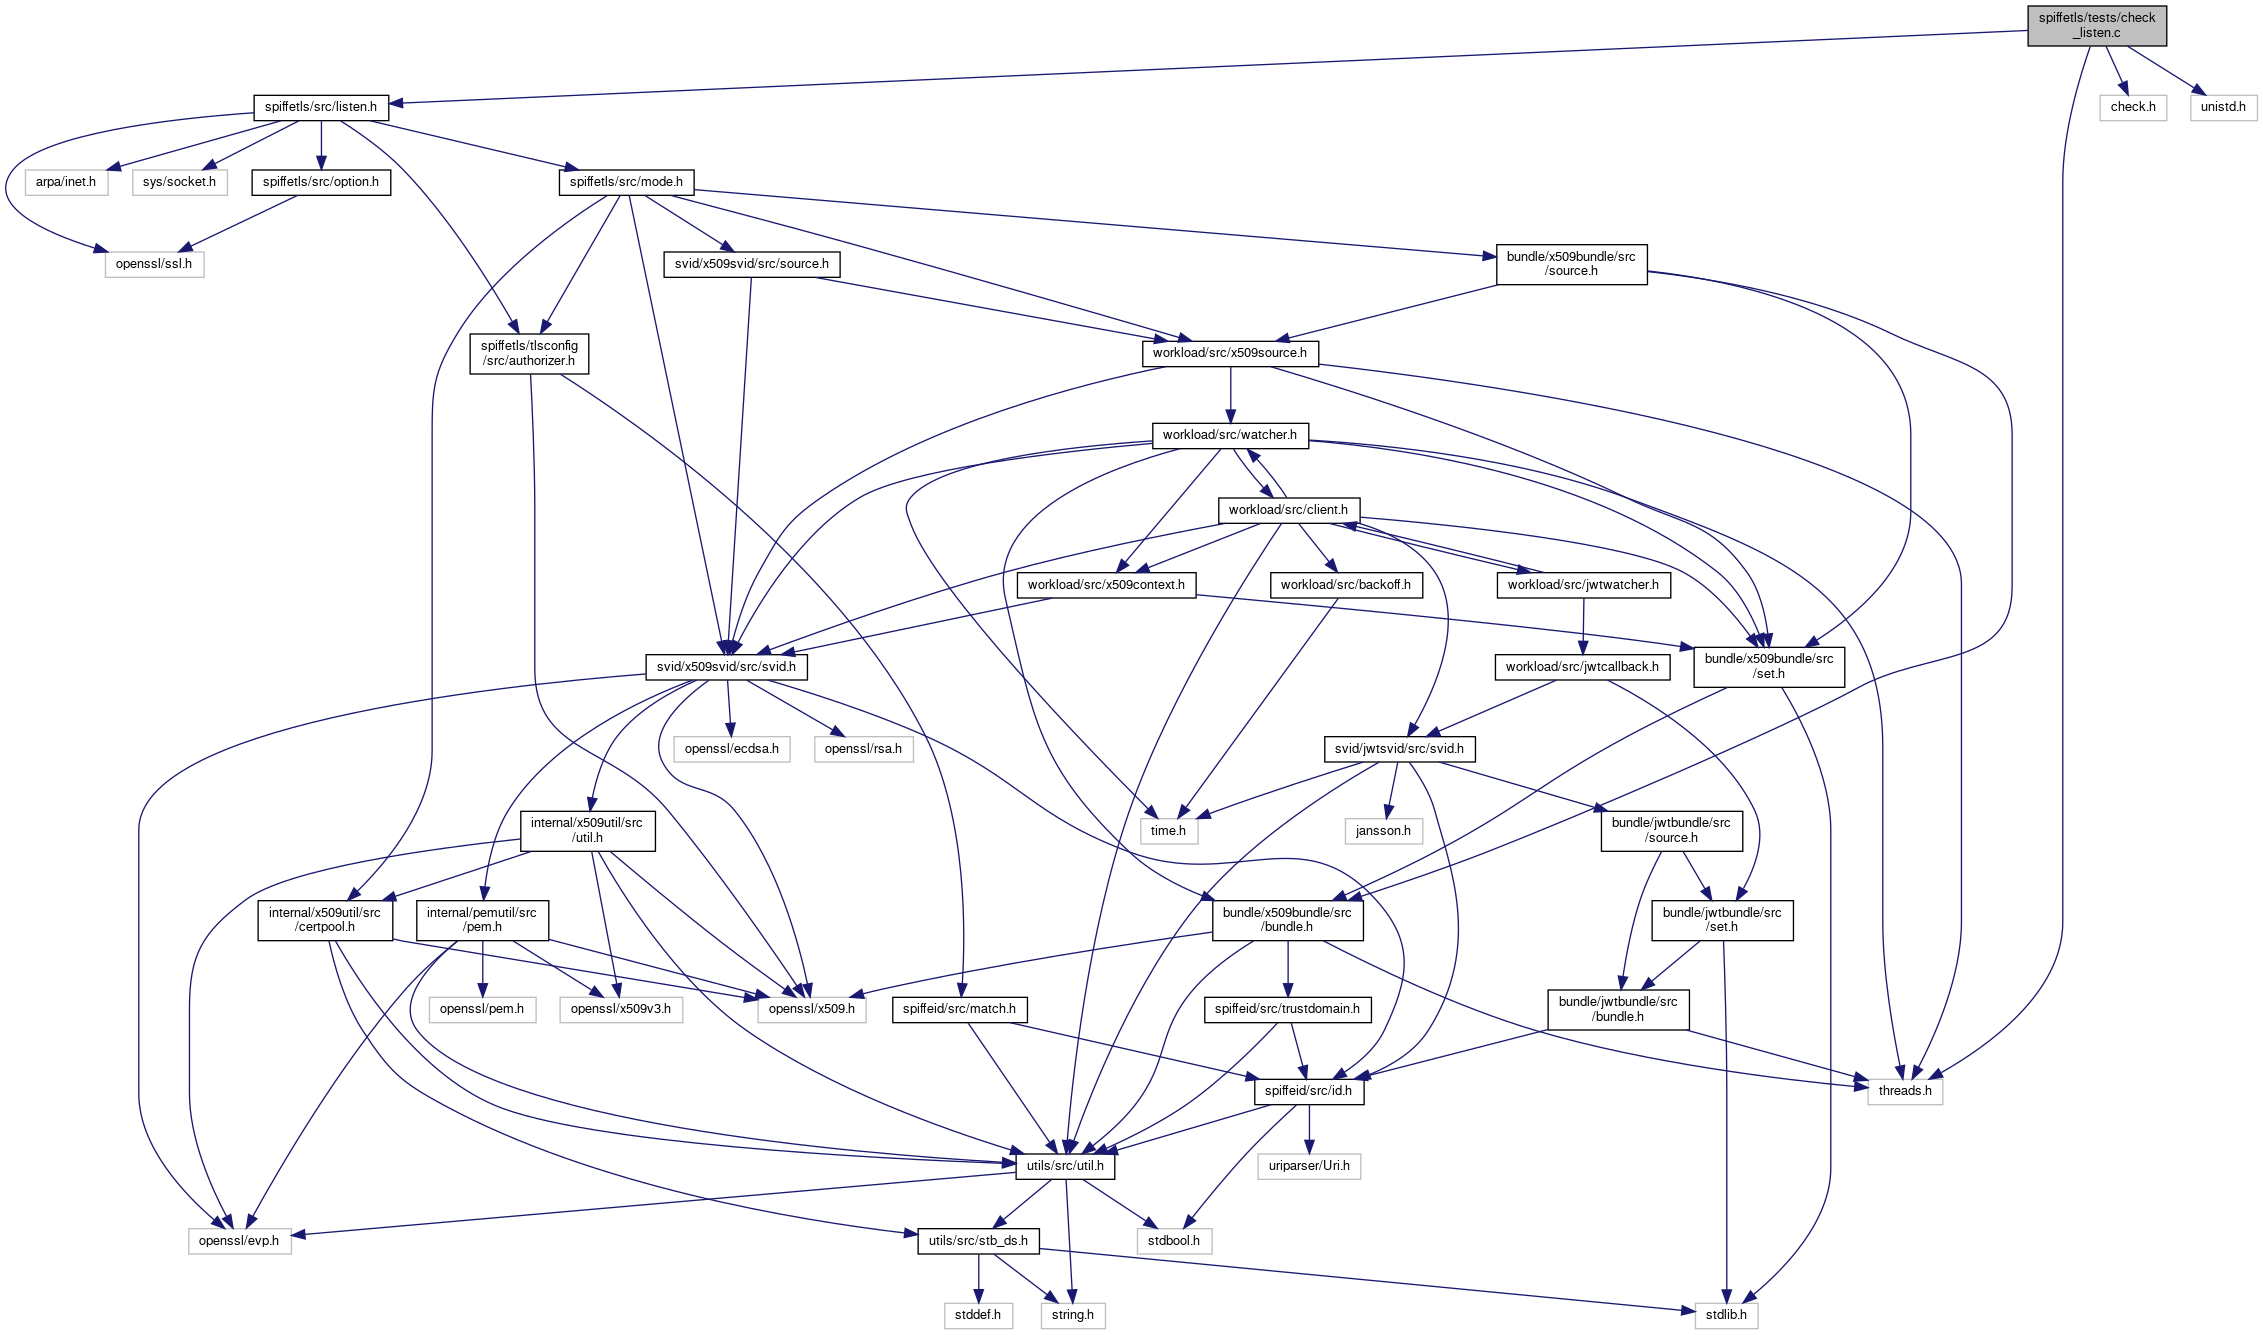 spiffetls/tests/check
_listen.c
spiffetls/src/listen.h
check.h
unistd.h
arpa/inet.h
sys/socket.h
spiffetls/src/option.h
spiffetls/src/mode.h
openssl/ssl.h
svid/x509svid/src/source.h
bundle/x509bundle/src
/source.h
spiffetls/tlsconfig
/src/authorizer.h
workload/src/x509source.h
workload/src/watcher.h
workload/src/client.h
workload/src/x509context.h
workload/src/backoff.h
workload/src/jwtwatcher.h
svid/x509svid/src/svid.h
workload/src/jwtcallback.h
bundle/x509bundle/src
/set.h
openssl/ecdsa.h
openssl/rsa.h
svid/jwtsvid/src/svid.h
internal/x509util/src
/util.h
time.h
jansson.h
bundle/jwtbundle/src
/source.h
internal/x509util/src
/certpool.h
internal/pemutil/src
/pem.h
bundle/x509bundle/src
/bundle.h
bundle/jwtbundle/src
/set.h
openssl/pem.h
openssl/x509v3.h
openssl/x509.h
spiffeid/src/match.h
spiffeid/src/trustdomain.h
bundle/jwtbundle/src
/bundle.h
spiffeid/src/id.h
threads.h
utils/src/util.h
uriparser/Uri.h
openssl/evp.h
utils/src/stb_ds.h
stdbool.h
stddef.h
string.h
stdlib.h